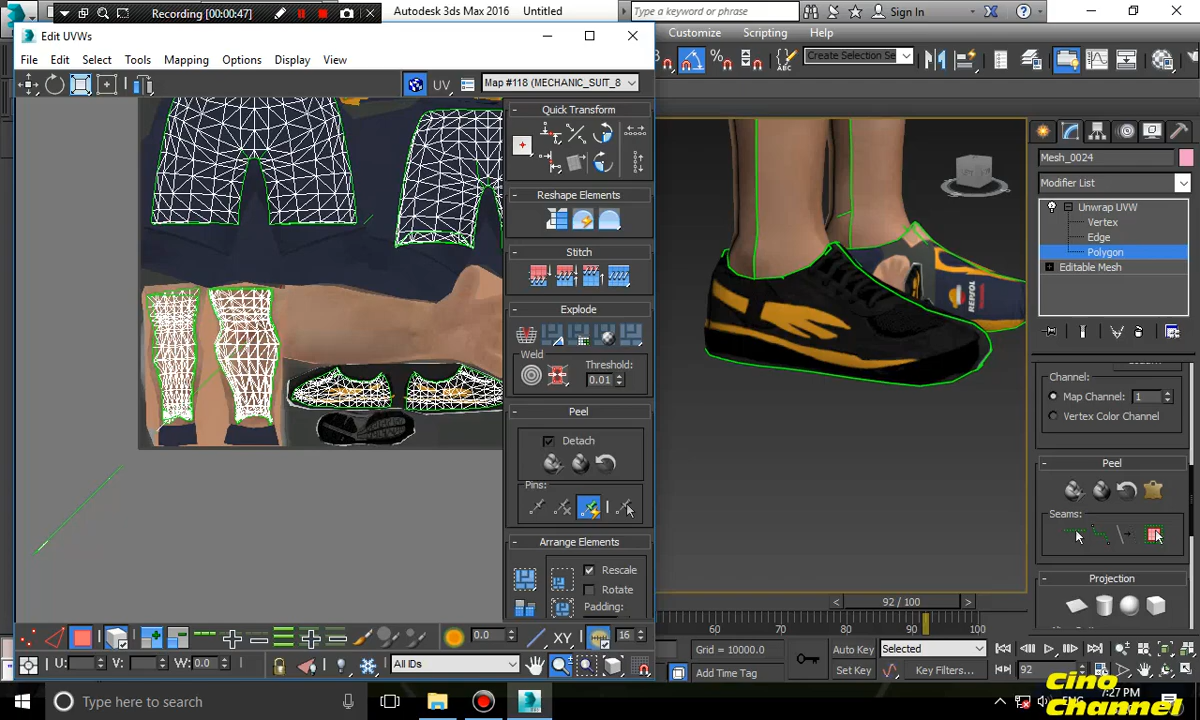 Recording [00:00:47]
Autodesk 3ds Max 2016    Untitled
Type a keyword or phrase
Sign In
Edit UVWs
Customize    Scripting    Help
File    Edit    Select    Tools    Mapping    Options    Display    View
Create Selection Se
UV
Map #118 (MECHANIC_SUIT_8
Quick Transform
Reshape Elements
Stitch
Explode
Weld
Threshold:
0.01
Peel
Detach
Pins:
Arrange Elements
Rescale
Rotate
Padding:
REPSOL
Mesh_0024
Modifier List
Unwrap UVW
Vertex
Edge
Polygon
Editable Mesh
Channel:
Map Channel: 1
Vertex Color Channel
Peel
Seams:
Projection
92 / 100
60    70    80    90    100
0.0
XY
16
U:    V:    W: 0.0
All IDs
Grid = 10000.0
Add Time Tag
Auto Key
Selected
Set Key
Key Filters...
92
Type here to search
ENG
7:27 PM
Cino
Channel